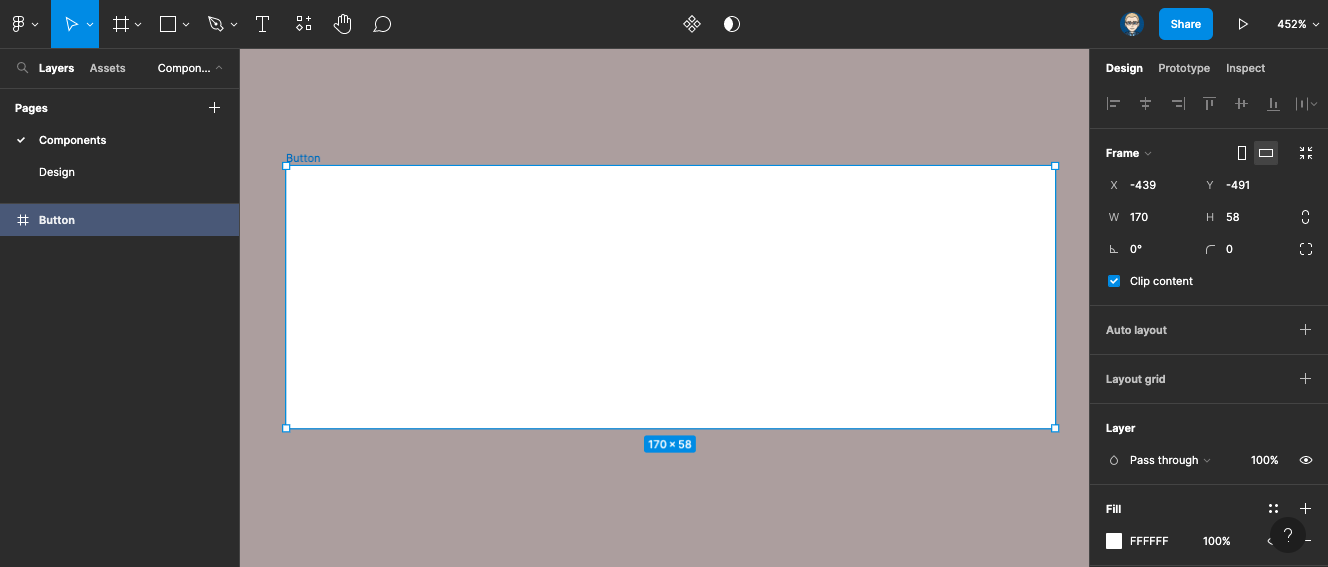 Share
452%
Layers Assets Compon...
Pages
Components
Design
Button
Button
170 × 58
Design Prototype Inspect
Frame
X -439 Y -491
W 170 H 58
0° 0
Clip content
Auto layout
Layout grid
Layer
Pass through 100%
Fill
FFFFFF 100%
?